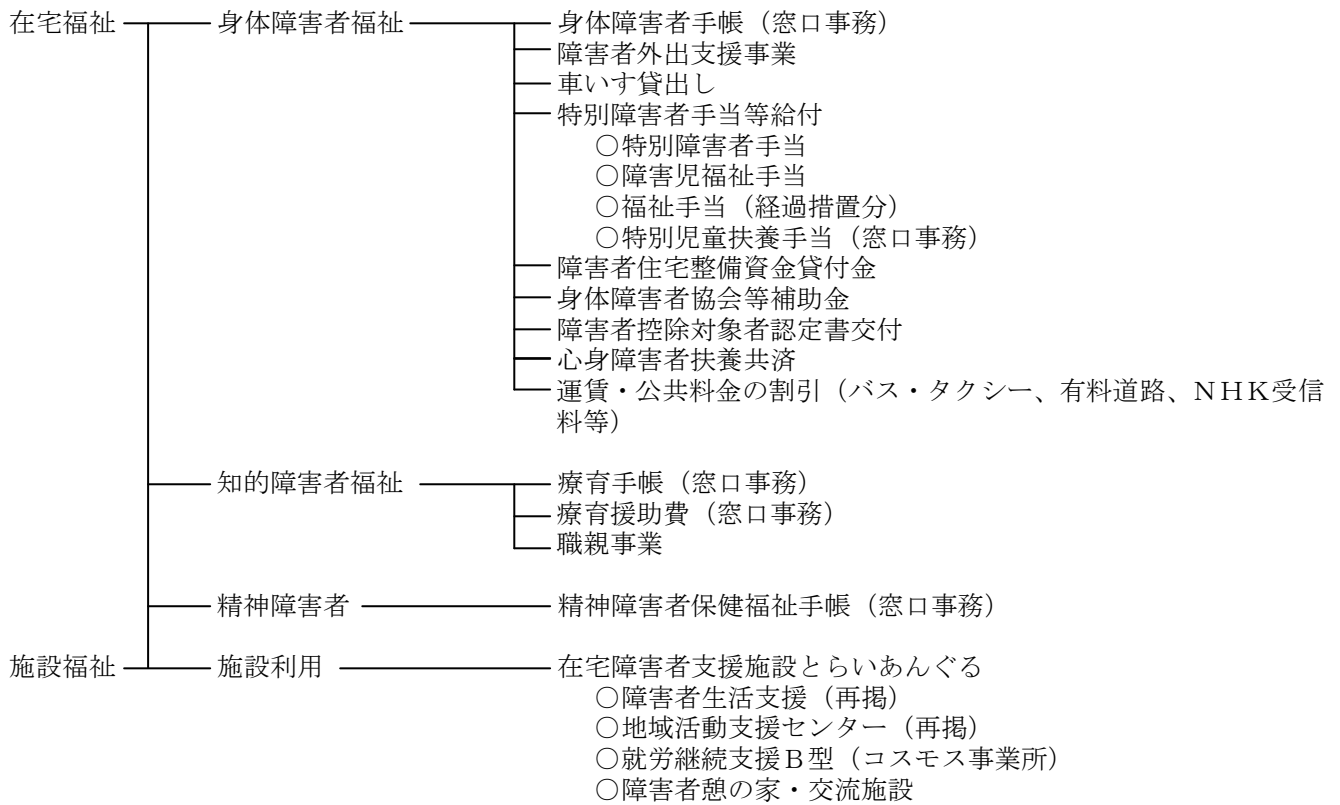 在宅福祉 身体障害者福祉 身体障害者手帳（窓口事務）
障害者外出支援事業
車いす貸出し
特別障害者手当等給付
○特別障害者手当
○障害児福祉手当
○福祉手当（経過措置分）
○特別児童扶養手当（窓口事務）
障害者住宅整備資金貸付金
身体障害者協会等補助金
障害者控除対象者認定書交付
心身障害者扶養共済
運賃・公共料金の割引（バス・タクシー、有料道路、ＮＨＫ受信
料等）
知的障害者福祉 療育手帳（窓口事務）
療育援助費（窓口事務）
職親事業
精神障害者 精神障害者保健福祉手帳（窓口事務）
施設福祉 施設利用 在宅障害者支援施設とらいあんぐる
○障害者生活支援（再掲）
○地域活動支援センター（再掲）
○就労継続支援Ｂ型（コスモス事業所）
○障害者憩の家・交流施設